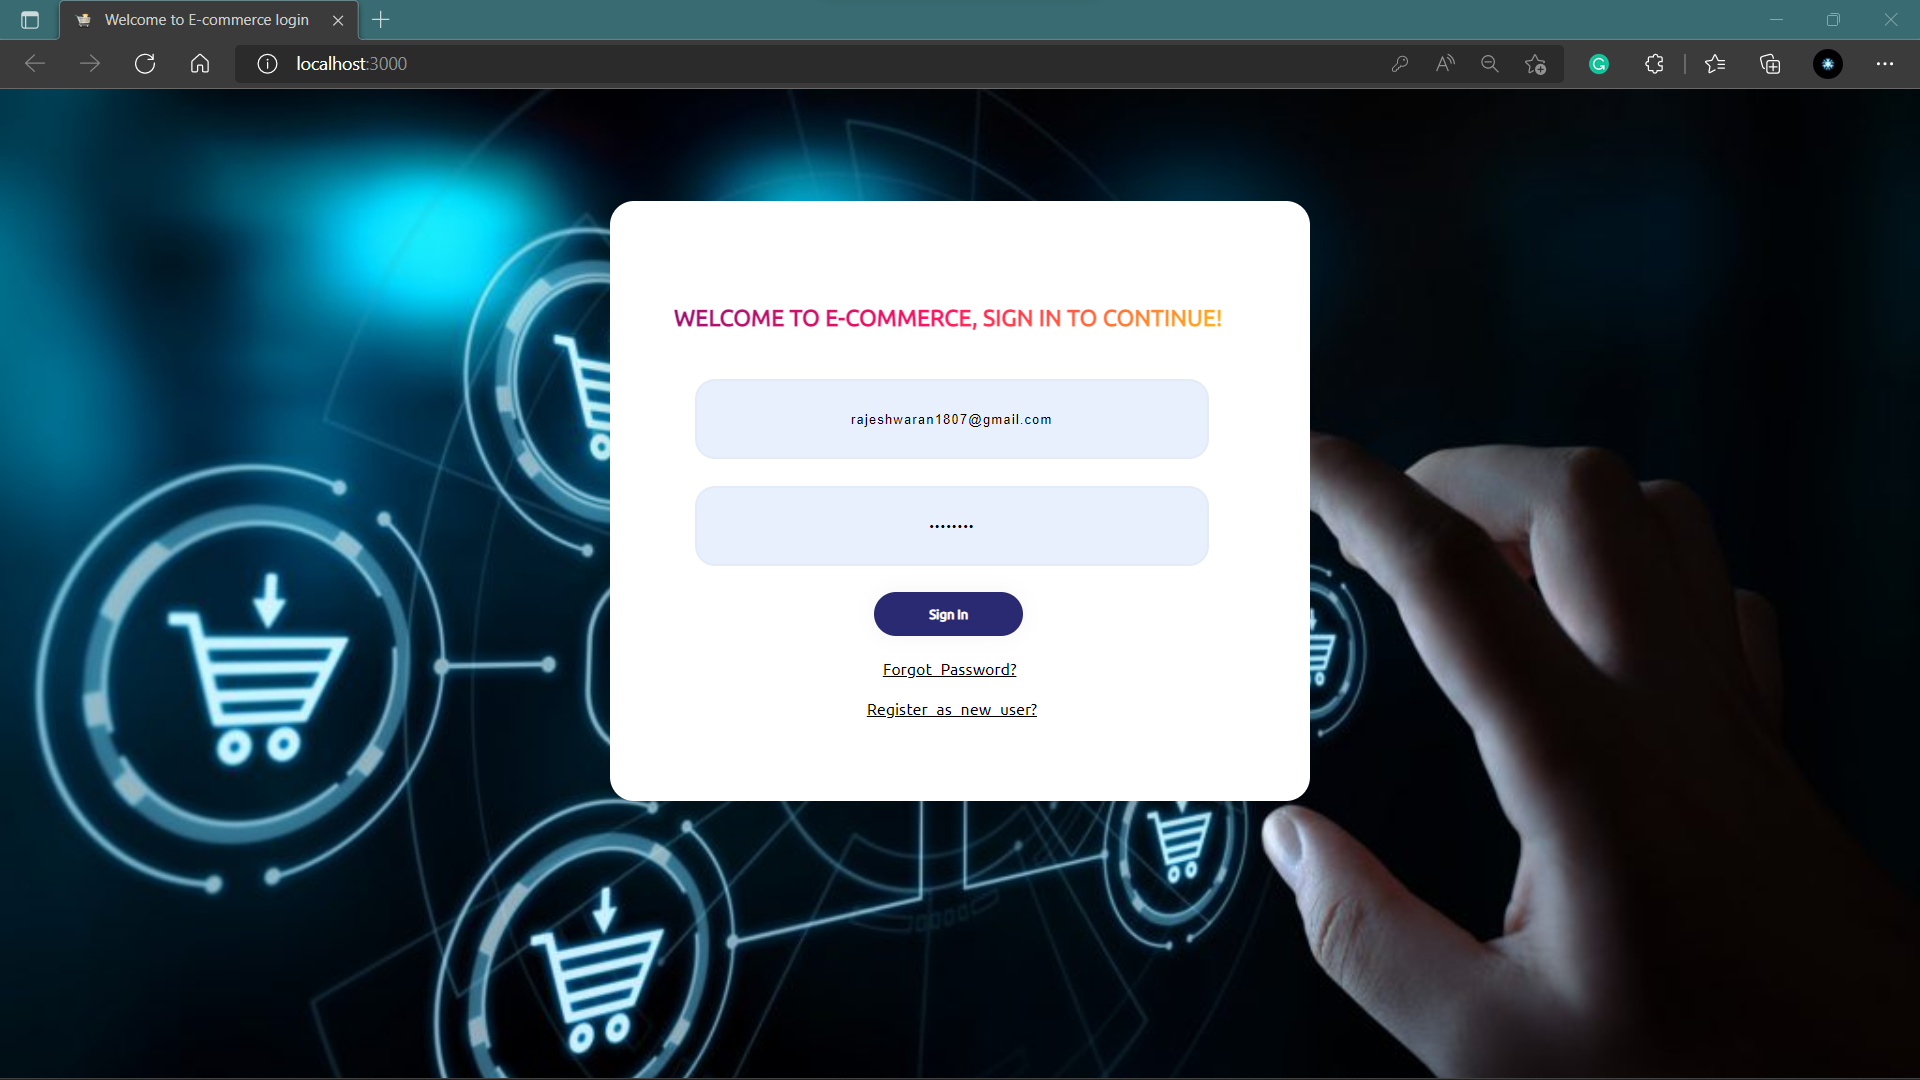 Welcome to E-commerce login
localhost:3000
WELCOME TO E-COMMERCE, SIGN IN TO CONTINUE!
rajeshwaran1807@gmail.com
••••••••
Sign In
Forgot Password?
Register as new user?